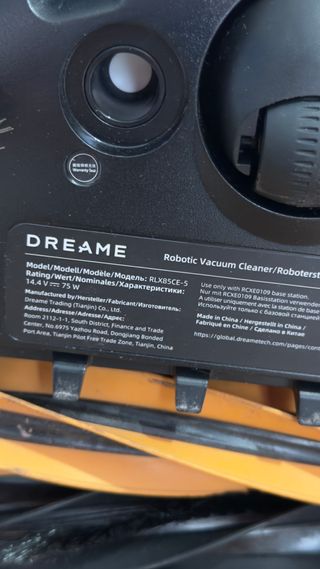 Warranty Seal
DREAME
Robotic Vacuum Cleaner/Roboterst
Model/Modell/Modèle/Модель: RLX85CE-5
Rating/Wert/Nominales/Характеристики:
14.4 V⎓75 W
Manufactured by/Hersteller/Fabricant/Изготовитель:
Dreame Trading (Tianjin) Co., Ltd.
Address/Adresse/Adresse/Адрес:
Room 2112-1-1, South District, Finance and Trade
Center, No.6975 Yazhou Road, Dongjiang Bonded
Port Area, Tianjin Pilot Free Trade Zone, Tianjin, China
Use only with RCXE0109 base station.
Nur mit RCXE0109 Basisstation verwenden
A utiliser uniquement avec la station de
Использовать только с базовой станцией
Made in China / Hergestellt in China /
Fabriqué en Chine / Сделано в Китае
https://global.dreametech.com/pages/cont